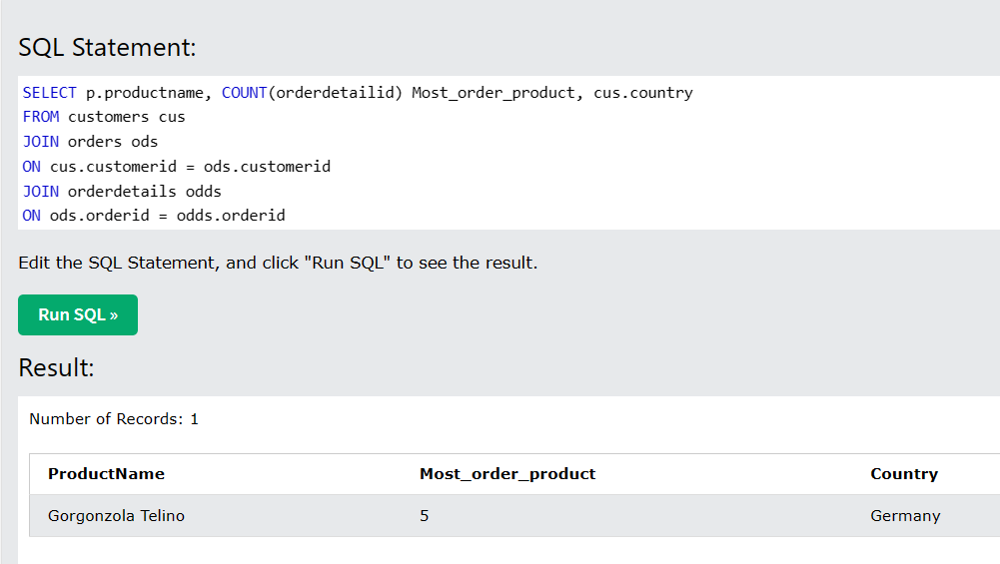 SQL Statement:
SELECT p.productname, COUNT(orderdetailid) Most_order_product, cus.country
FROM customers cus
JOIN orders ods
ON cus.customerid = ods.customerid
JOIN orderdetails odds
ON ods.orderid = odds.orderid
Edit the SQL Statement, and click "Run SQL" to see the result.
Run SQL »
Result:
Number of Records: 1
ProductName Most_order_product Country
Gorgonzola Telino 5 Germany